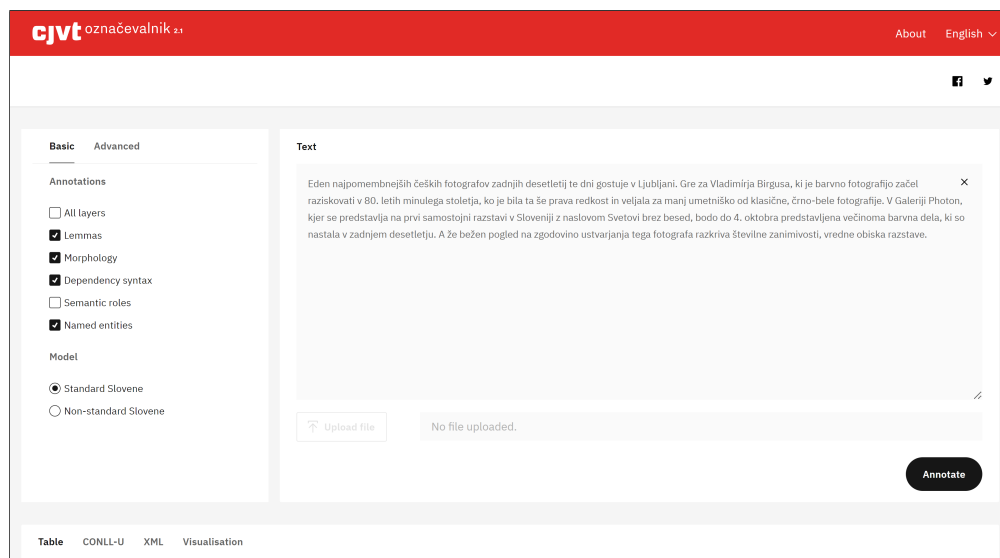 cjvt označevalnik 2.1
About English
Basic Advanced
Annotations
All layers
Lemmas
Morphology
Dependency syntax
Semantic roles
Named entities
Model
Standard Slovene
Non-standard Slovene
Text
Eden najpomembnejših čeških fotografov zadnjih desetletij te dni gostuje v Ljubljani. Gre za Vladimirja Birgusa, ki je barvno fotografijo začel
raziskovati v 80. letih minulega stoletja, ko je bila ta še prava redkost in veljala za manj umetniško od klasične, črno-bele fotografije. V Galeriji Photon,
kjer se predstavlja na prvi samostojni razstavi v Sloveniji z naslovom Svetovi brez besed, bodo do 4. oktobra predstavljena večinoma barvna dela, ki so
nastala v zadnjem desetletju. A že bežen pogled na zgodovino ustvarjanja tega fotografa razkriva številne zanimivosti, vredne obiska razstave.
Upload file
No file uploaded.
Annotate
Table CONLL-U XML Visualisation